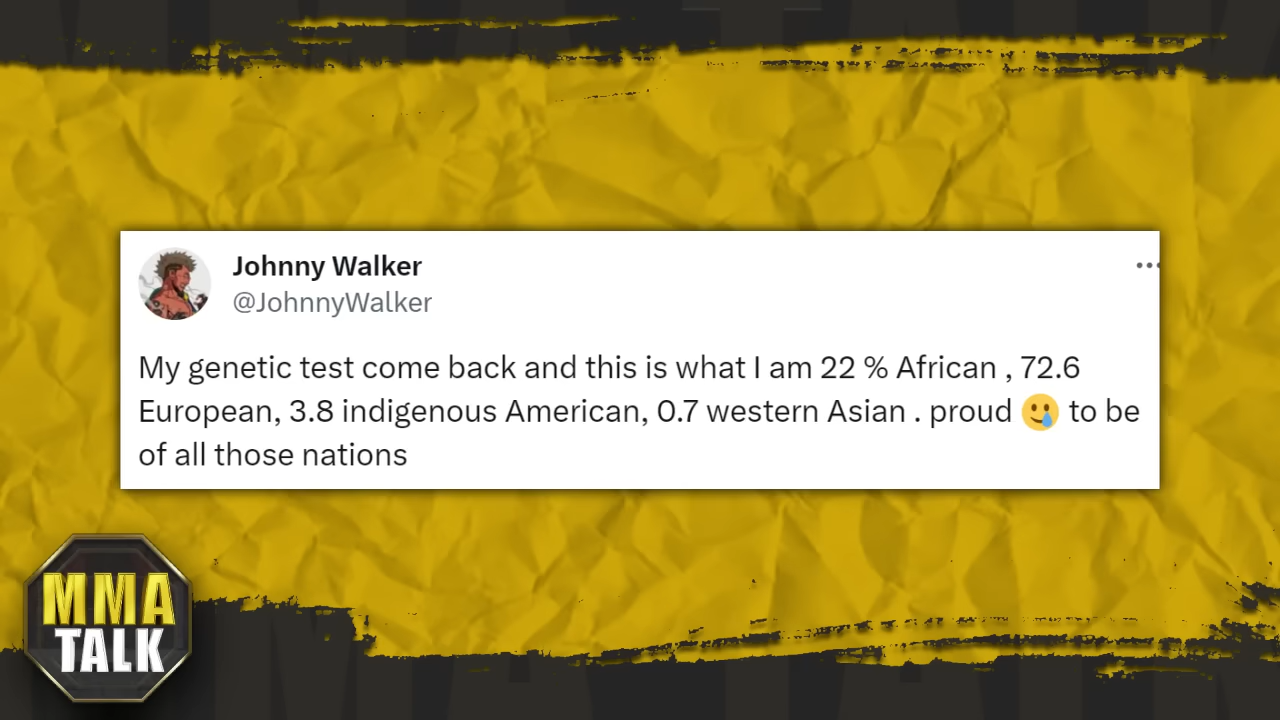 Johnny Walker
@JohnnyWalker
My genetic test come back and this is what I am 22 % African , 72.6
European, 3.8 indigenous American, 0.7 western Asian . proud 🥲 to be
of all those nations
MMA
TALK